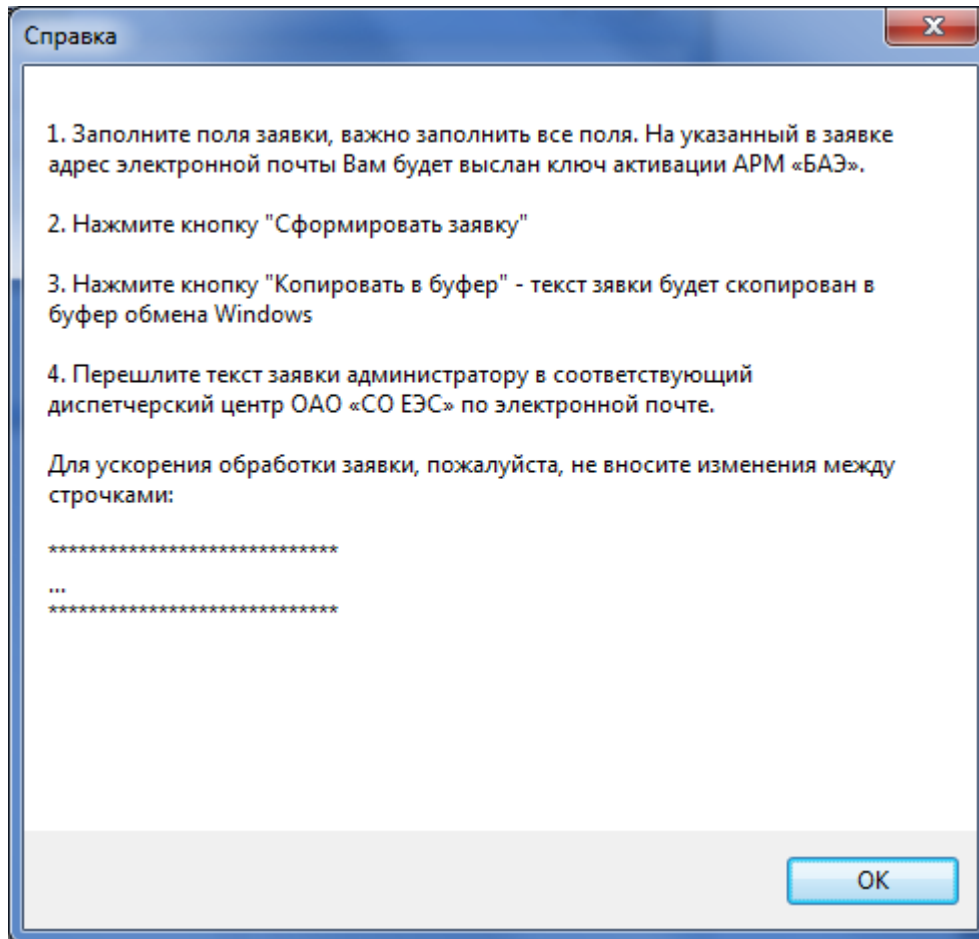 Справка
1. Заполните поля заявки, важно заполнить все поля. На указанный в заявке
адрес электронной почты Вам будет выслан ключ активации АРМ «БАЭ».
2. Нажмите кнопку "Сформировать заявку"
3. Нажмите кнопку "Копировать в буфер" - текст зявки будет скопирован в
буфер обмена Windows
4. Перешлите текст заявки администратору в соответствующий
диспетчерский центр ОАО «СО ЕЭС» по электронной почте.
Для ускорения обработки заявки, пожалуйста, не вносите изменения между
строчками:
*****************************
...
*****************************
OK